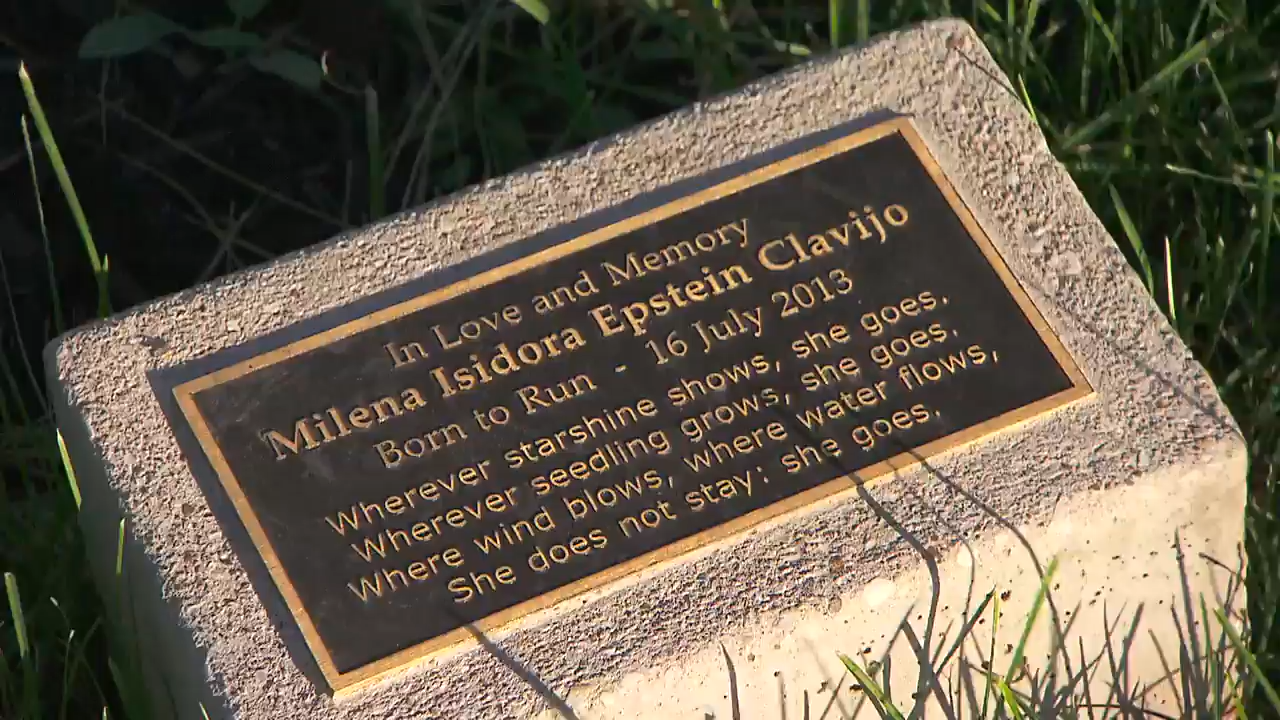 In Love and Memory
Milena Isidora Epstein Clavijo
Born to Run - 16 July 2013
Wherever starshine shows, she goes.
Wherever seedling grows, she goes.
Where wind blows, where water flows,
She does not stay: she goes.